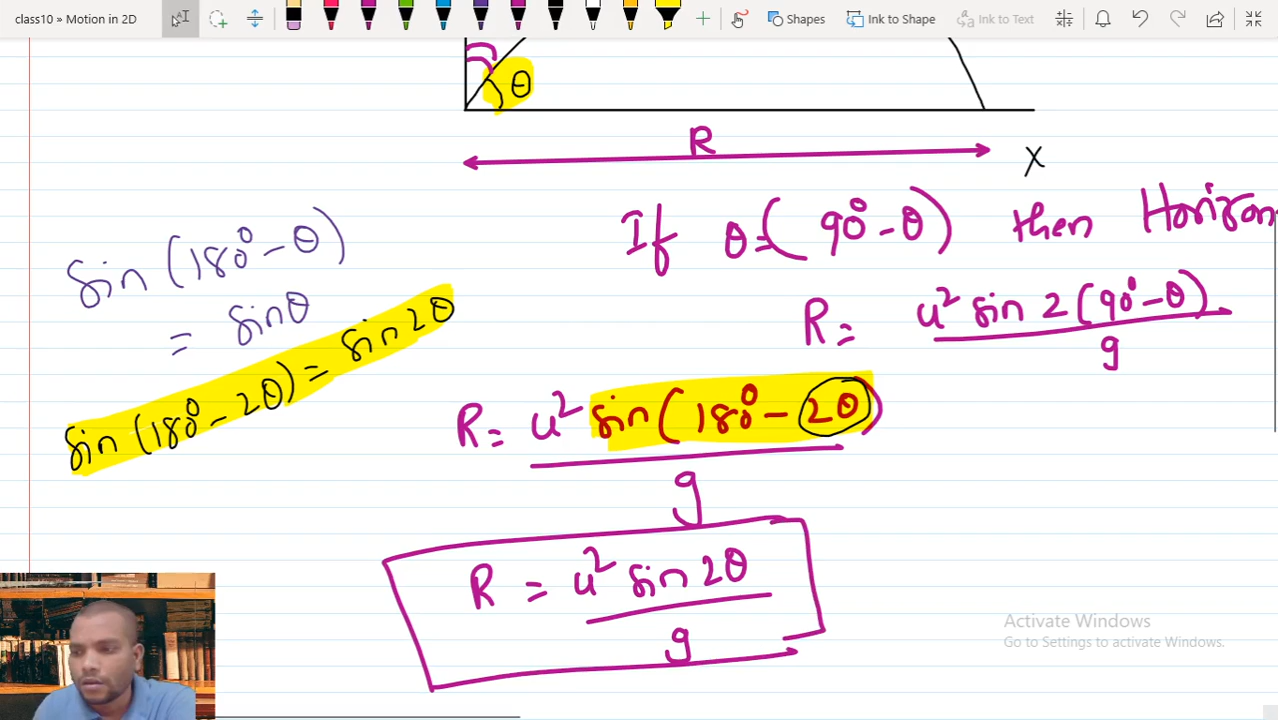 class10 » Motion in 2D
Shapes
Ink to Shape
Ink to Text
θ
R
X
If θ = (90° - θ) then Horizon
R = u² sin 2 (90° - θ) / g
sin (180° - θ)
= sinθ
sin (180° - 2θ) = sin 2θ
R = u² sin (180° - 2θ) / g
R = u² sin 2θ / g
Activate Windows
Go to Settings to activate Windows.